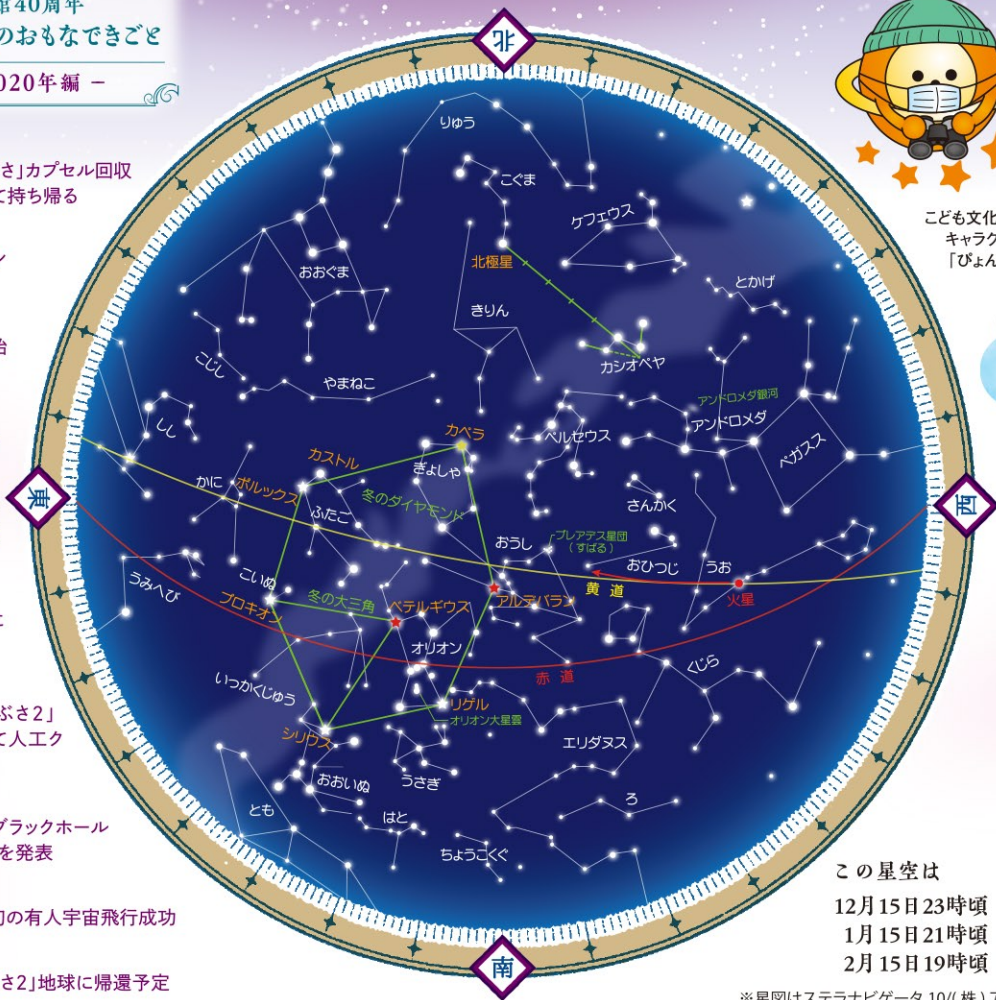 館40周年
のおもなできごと
2020年編 −
さ」カプセル回収
て持ち帰る
ン
始
に
ぶさ2」
て人工ク
ブラックホール
を発表
初の有人宇宙飛行成功
さ2」地球に帰還予定
北
東
西
南
りゅう
こぐま
ケフェウス
北極星
おおぐま
とかげ
きりん
こじし
やまねこ
カシオペヤ
アンドロメダ銀河
アンドロメダ
ペガスス
しし
カペラ
ペルセウス
カストル
ぎょしゃ
かに
ポルックス
冬のダイヤモンド
さんかく
ふたご
おうし
プレアデス星団
(すばる)
おひつじ
うお
うみへび
こいぬ
黄道
火星
プロキオン
冬の大三角
ベテルギウス
アルデバラン
オリオン
赤道
くじら
いっかくじゅう
リゲル
オリオン大星雲
シリウス
エリダヌス
おおいぬ
うさぎ
とも
はと
ろ
ちょうこくぐ
こども文化
キャラク
「ぴょん
この星空は
12月15日23時頃
1月15日21時頃
2月15日19時頃
※星図はステラナビゲータ10/(株)ア